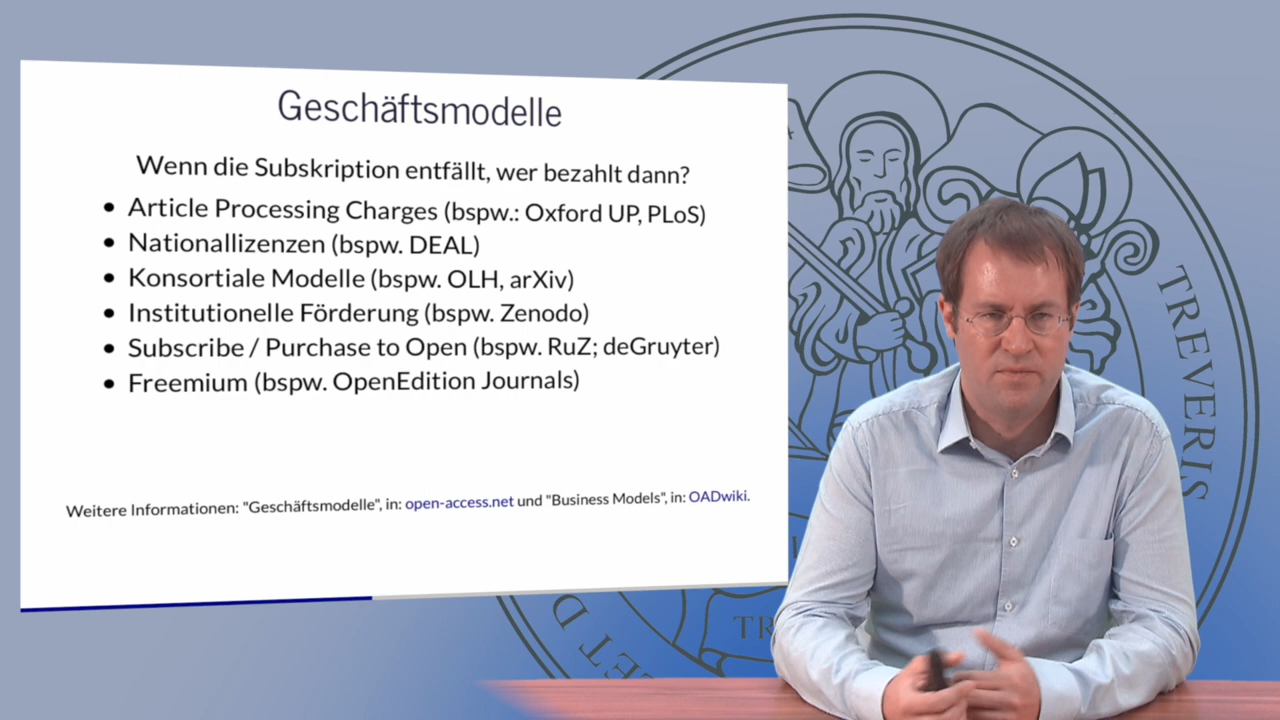 Geschäftsmodelle
Wenn die Subskription entfällt, wer bezahlt dann?
• Article Processing Charges (bspw.: Oxford UP, PLoS)
• Nationallizenzen (bspw. DEAL)
• Konsortiale Modelle (bspw. OLH, arXiv)
• Institutionelle Förderung (bspw. Zenodo)
• Subscribe / Purchase to Open (bspw. RuZ; deGruyter)
• Freemium (bspw. OpenEdition Journals)
Weitere Informationen: "Geschäftsmodelle", in: open-access.net und "Business Models", in: OADwiki.
TREVERIS
ET D
TR